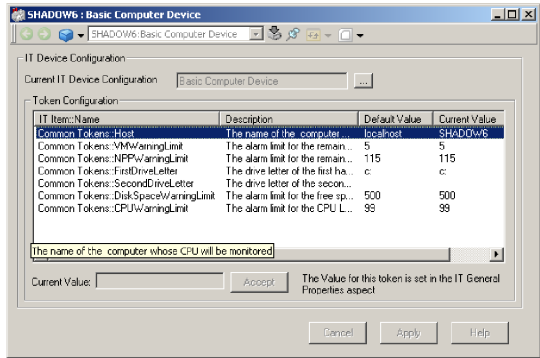 SHADOW6 : Basic Computer Device
SHADOW6:Basic Computer Device
IT Device Configuration
Current IT Device Configuration Basic Computer Device ...
Token Configuration
IT Item::Name Description Default Value Current Value
Common Tokens::Host The name of the computer ... localhost SHADOW6
Common Tokens::VMWarningLimit The alarm limit for the remain... 5 5
Common Tokens::NPPWarningLimit The alarm limit for the remain... 115 115
Common Tokens::FirstDriveLetter The drive letter of the first ha... c: c:
Common Tokens::SecondDriveLetter The drive letter of the secon...
Common Tokens::DiskSpaceWarningLimit The alarm limit for the free sp... 500 500
Common Tokens::CPUWarningLimit The alarm limit for the CPU L... 99 99
The name of the computer whose CPU will be monitored
Current Value: Accept The Value for this token is set in the IT General
Properties aspect
Cancel Apply Help